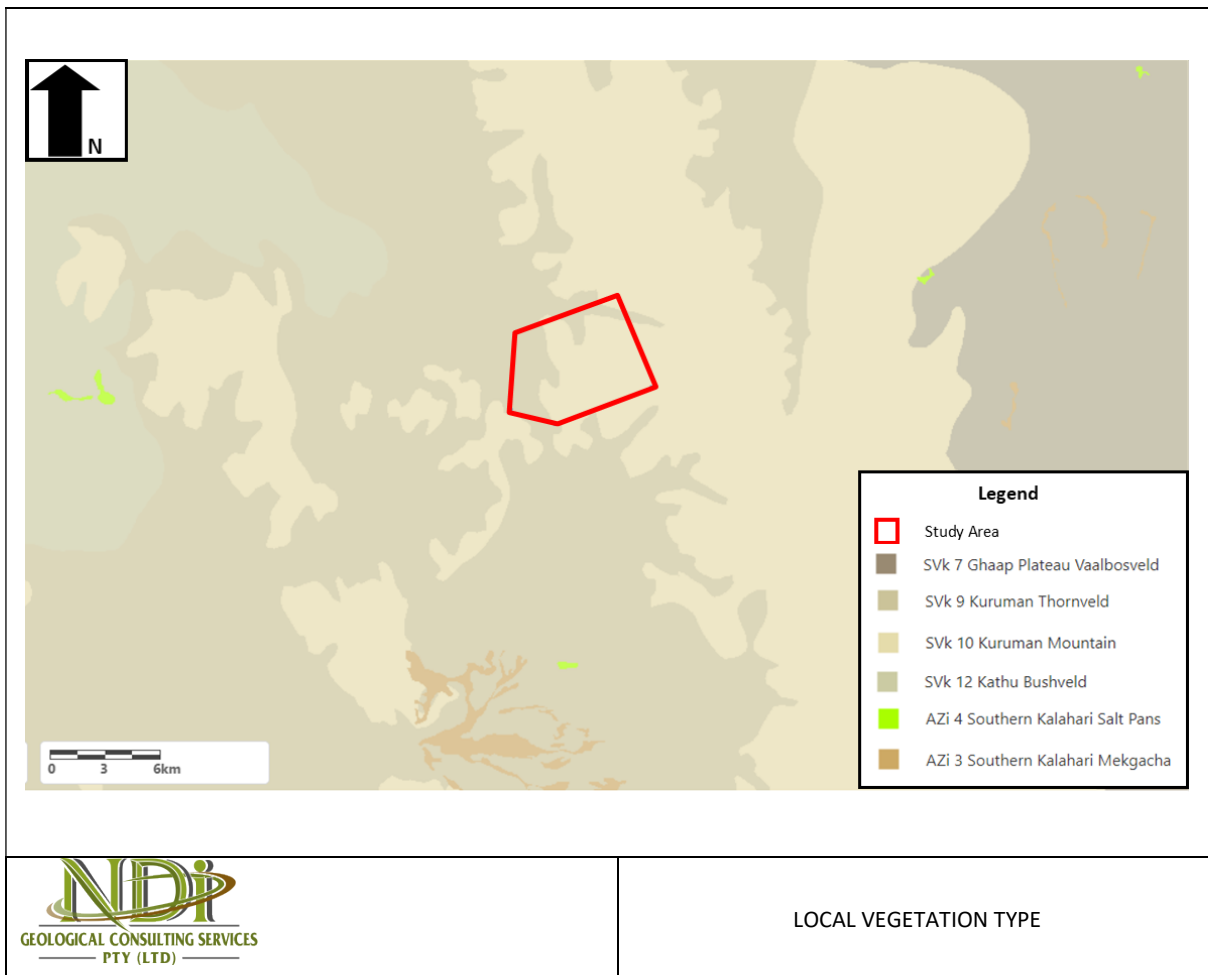 N
Legend
Study Area
SVk 7 Ghaap Plateau Vaalbosveld
SVk 9 Kuruman Thornveld
SVk 10 Kuruman Mountain
SVk 12 Kathu Bushveld
AZi 4 Southern Kalahari Salt Pans
AZi 3 Southern Kalahari Mekgacha
0 3 6km
NDi
GEOLOGICAL CONSULTING SERVICES
PTY (LTD)
LOCAL VEGETATION TYPE